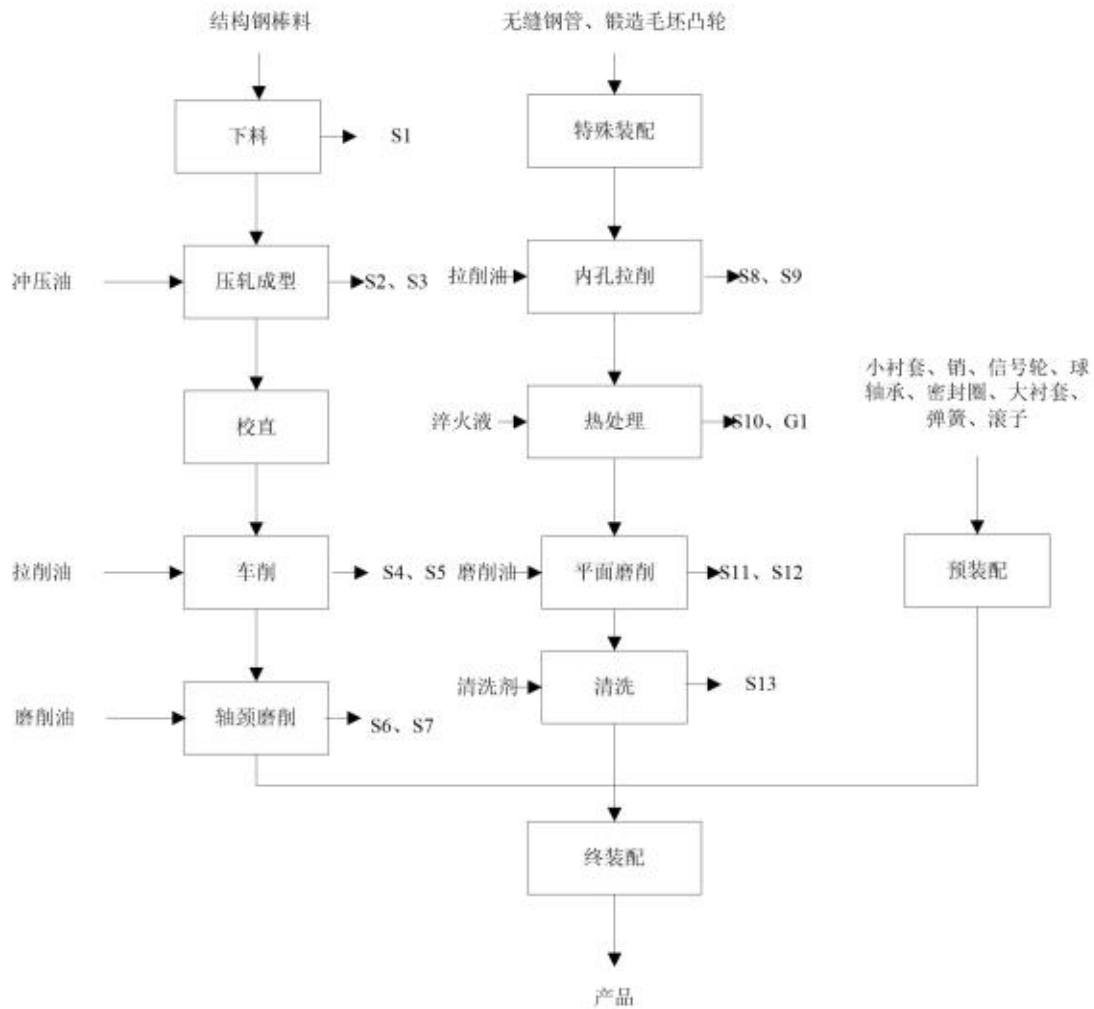 结构钢棒料
无缝钢管、锻造毛坯凸轮
下料
S1
特殊装配
冲压油
压轧成型
S2、S3
拉削油
内孔拉削
S8、S9
小衬套、销、信号轮、球
轴承、密封圈、大衬套、
弹簧、滚子
校直
淬火液
热处理
S10、G1
拉削油
车削
S4、S5
磨削油
平面磨削
S11、S12
预装配
清洗剂
清洗
S13
磨削油
轴颈磨削
S6、S7
终装配
产品